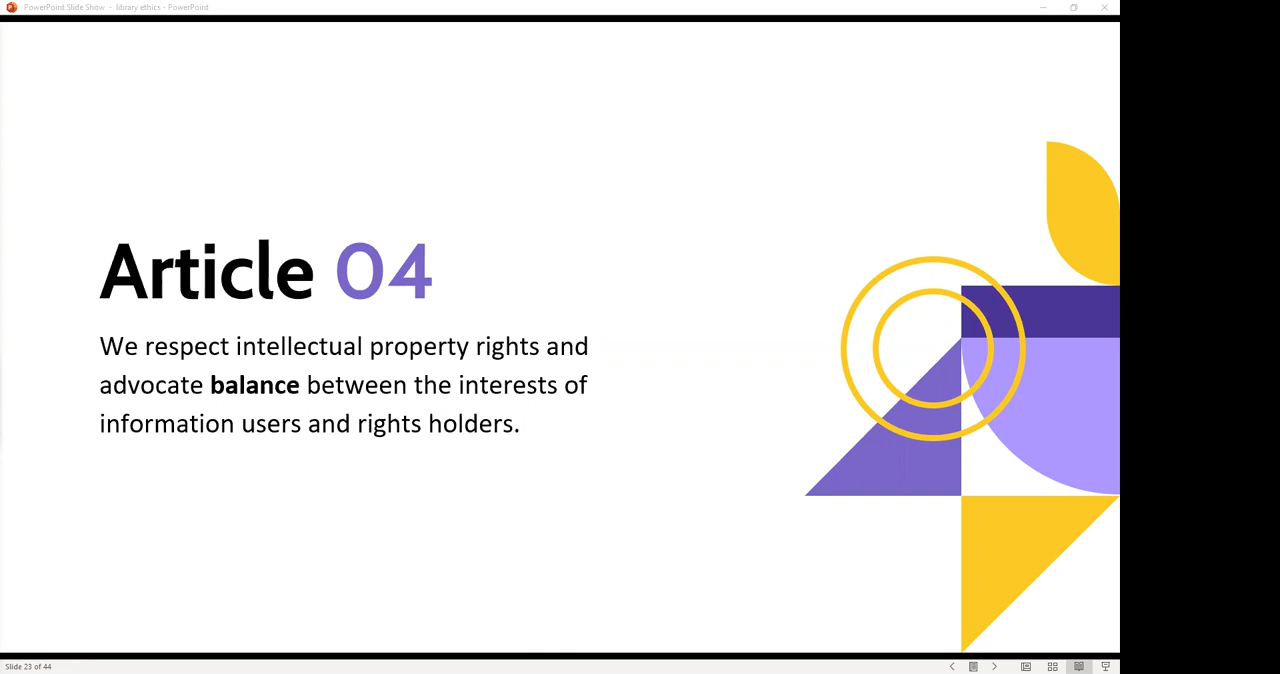 PowerPoint Slide Show - library ethics - PowerPoint
Article 04
We respect intellectual property rights and
advocate balance between the interests of
information users and rights holders.
Slide 23 of 44